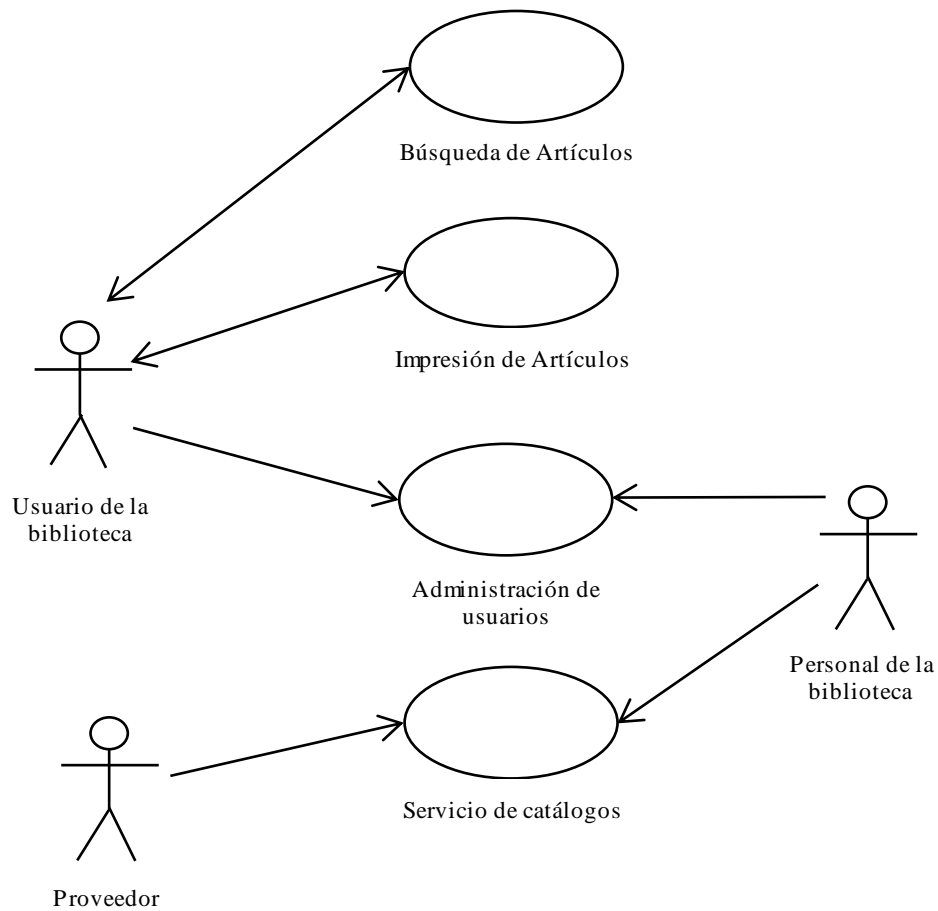 Búsqueda de Artículos
Impresión de Artículos
Usuario de la
biblioteca
Administración de
usuarios
Personal de la
biblioteca
Servicio de catálogos
Proveedor